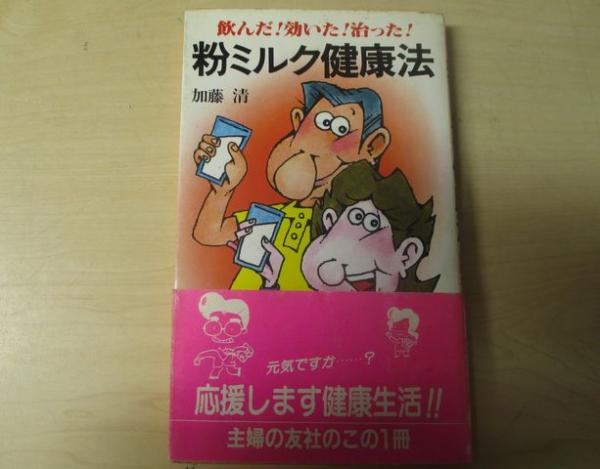 飲んだ!効いた!治った!
粉ミルク健康法
加藤 清
元気ですか……?
応援します健康生活!!
主婦の友社のこの1冊